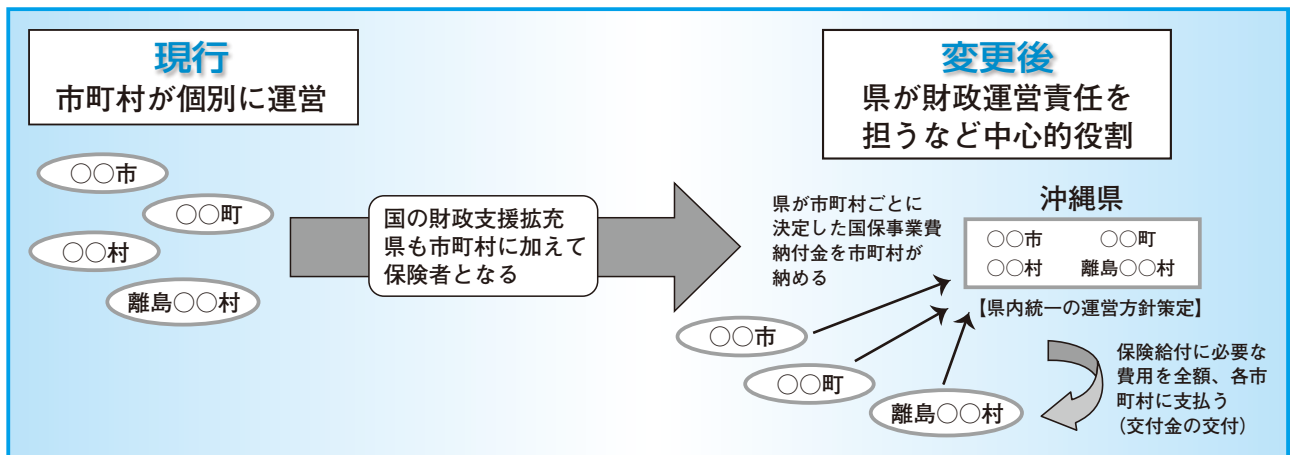 現行
市町村が個別に運営
○○市
○○町
○○村
離島○○村
国の財政支援拡充
県も市町村に加えて
保険者となる
変更後
県が財政運営責任を
担うなど中心的役割
県が市町村ごとに
決定した国保事業費
納付金を市町村が
納める
沖縄県
○○市 ○○町
○○村 離島○○村
【県内統一の運営方針策定】
○○市
○○町
離島○○村
保険給付に必要な
費用を全額、各市
町村に支払う
(交付金の交付)